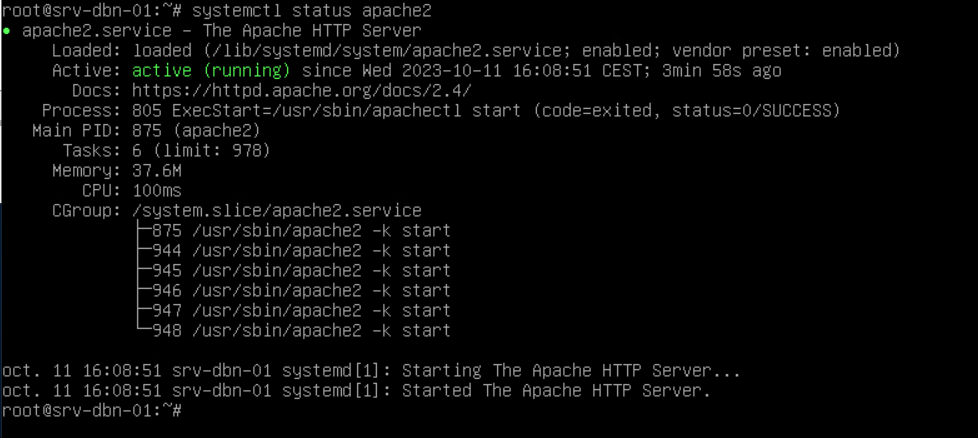 root@srv-dbn-01:~# systemctl status apache2
● apache2.service - The Apache HTTP Server
     Loaded: loaded (/lib/systemd/system/apache2.service; enabled; vendor preset: enabled)
     Active: active (running) since Wed 2023-10-11 16:08:51 CEST; 3min 58s ago
       Docs: https://httpd.apache.org/docs/2.4/
    Process: 805 ExecStart=/usr/sbin/apachectl start (code=exited, status=0/SUCCESS)
   Main PID: 875 (apache2)
      Tasks: 6 (limit: 978)
     Memory: 37.6M
        CPU: 100ms
     CGroup: /system.slice/apache2.service
             ├─875 /usr/sbin/apache2 -k start
             ├─944 /usr/sbin/apache2 -k start
             ├─945 /usr/sbin/apache2 -k start
             ├─946 /usr/sbin/apache2 -k start
             ├─947 /usr/sbin/apache2 -k start
             └─948 /usr/sbin/apache2 -k start

oct. 11 16:08:51 srv-dbn-01 systemd[1]: Starting The Apache HTTP Server...
oct. 11 16:08:51 srv-dbn-01 systemd[1]: Started The Apache HTTP Server.
root@srv-dbn-01:~#